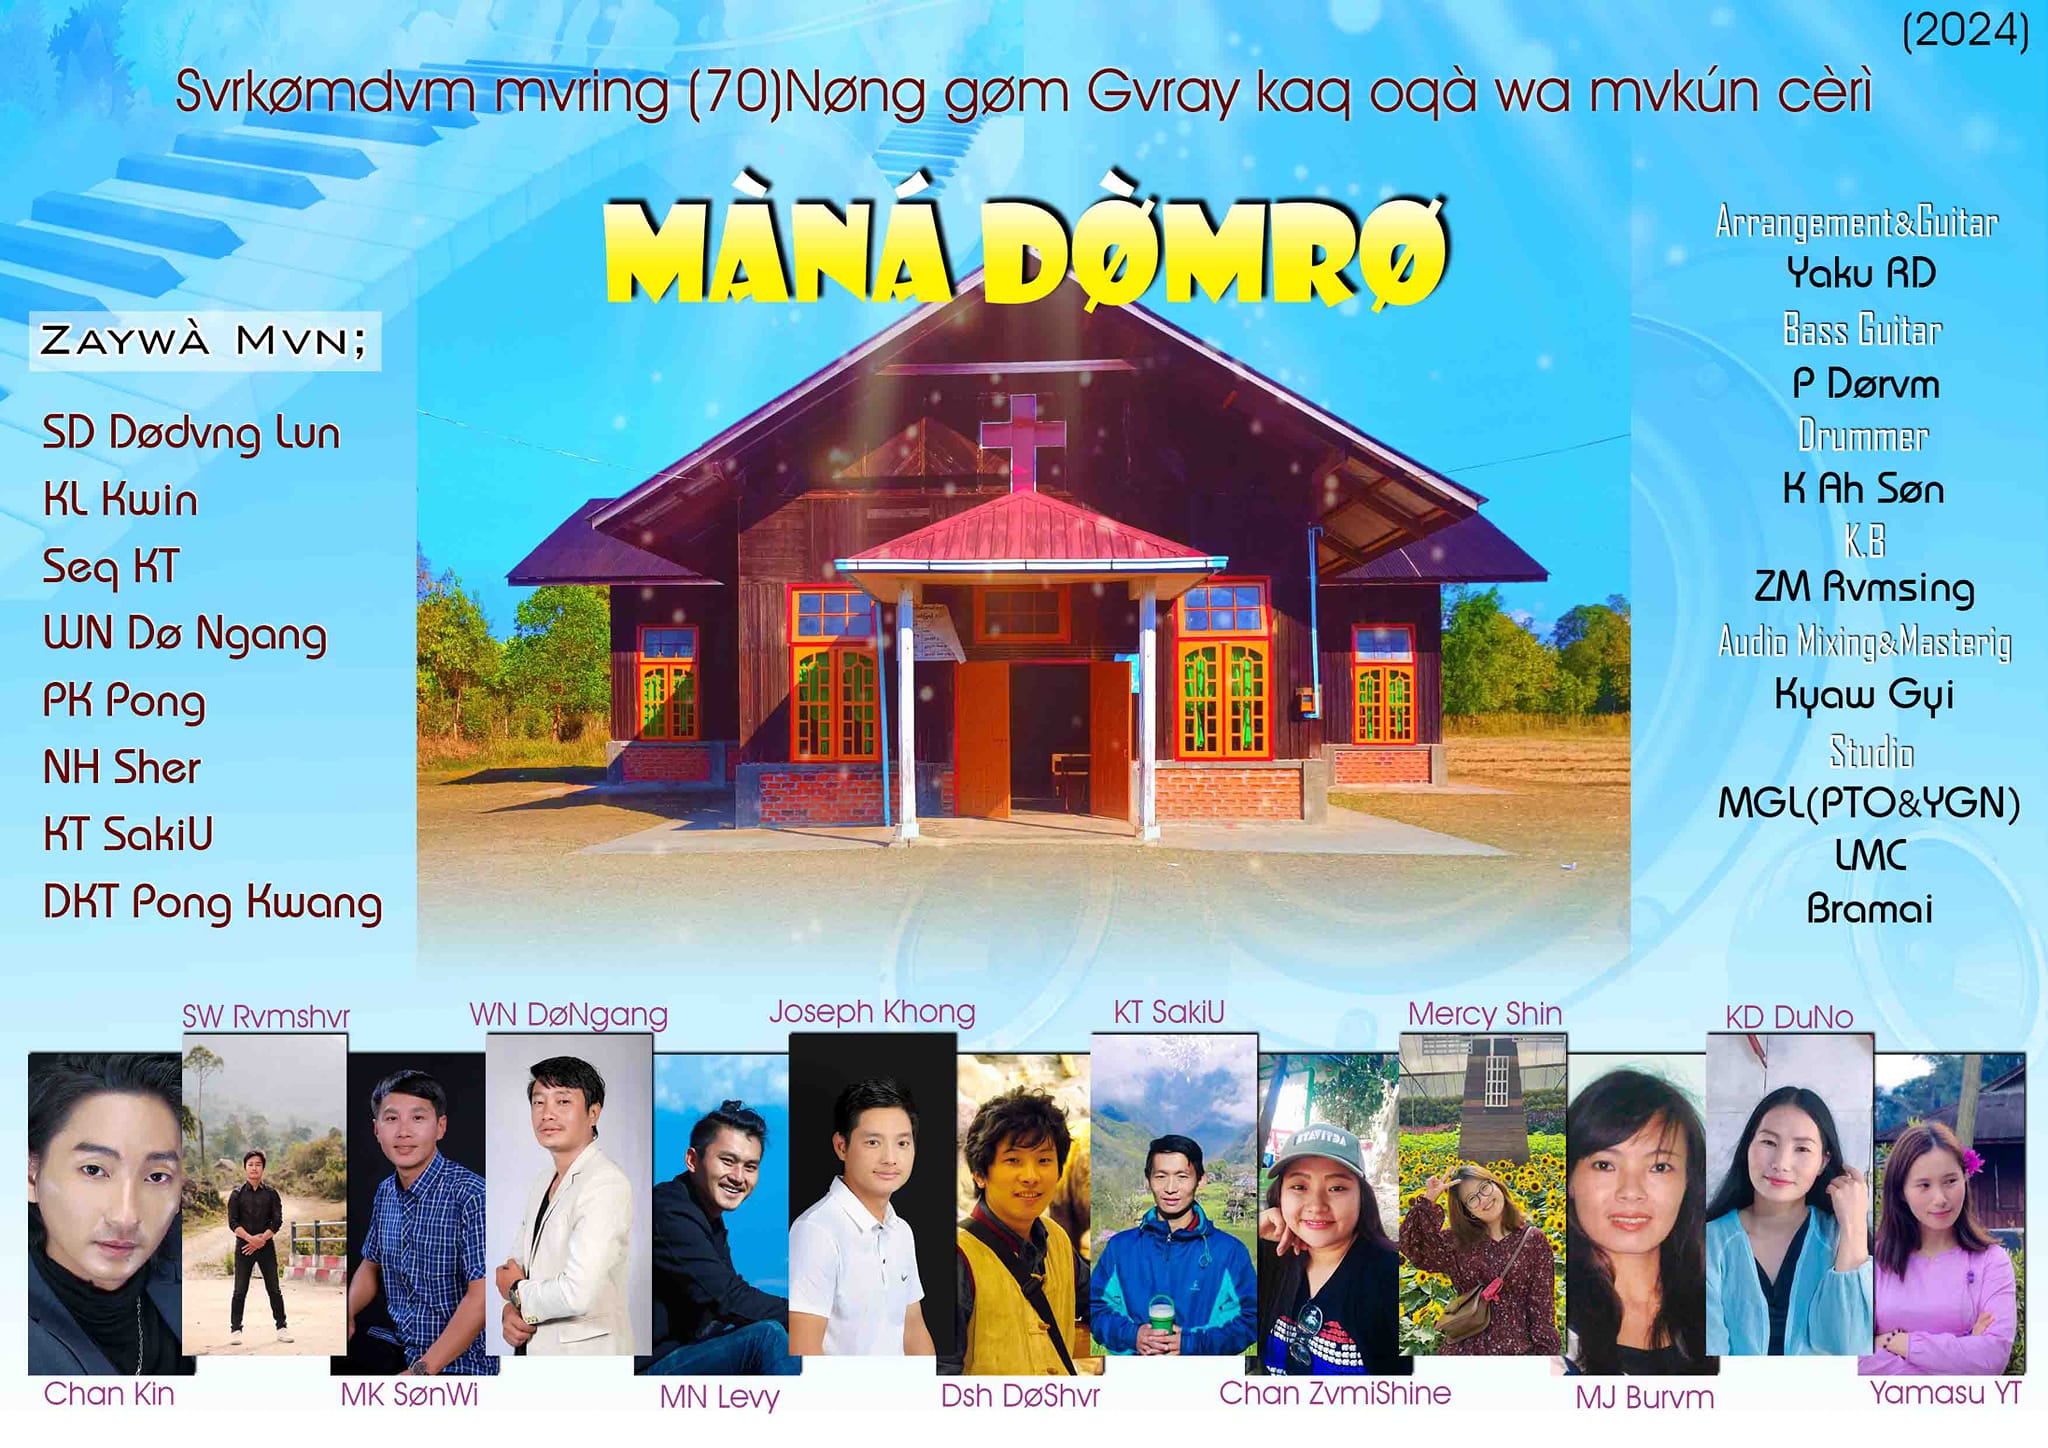 (2024)
Svrkømdvm mvring (70)Nøng gøm Gvray kaq oqà wa mvkún cèrì
MÀNÁ DØ̀MRØ
Zaywà Mvn;
SD Dødvng Lun
KL Kwin
Seq KT
WN Dø Ngang
PK Pong
NH Sher
KT SakiU
DKT Pong Kwang
Arrangement&Guitar
Yaku RD
Bass Guitar
P Dørvm
Drummer
K Ah Søn
K.B
ZM Rvmsing
Audio Mixing&Masterig
Kyaw Gyi
Studio
MGL(PTO&YGN)
LMC
Bramai
SW Rvmshvr
WN DøNgang
Joseph Khong
KT SakiU
Mercy Shin
KD DuNo
Chan Kin
MK SønWi
MN Levy
Dsh DøShvr
Chan ZvmiShine
MJ Burvm
Yamasu YT